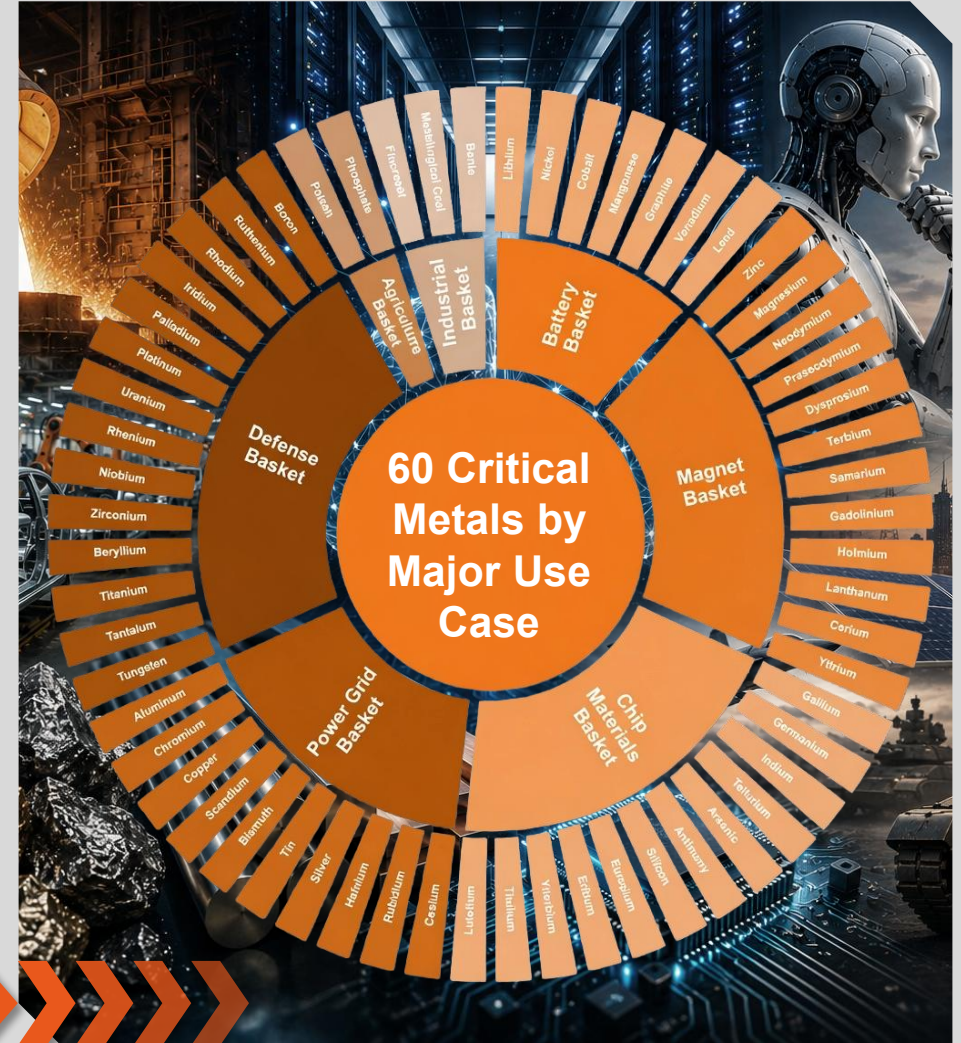 60 Critical
Metals by
Major Use
Case
Battery
Basket
Magnet
Basket
Chip
Materials
Basket
Power Grid
Basket
Defense
Basket
Agriculture
Basket
Industrial
Basket
Lithium
Nickel
Cobalt
Manganese
Graphite
Vanadium
Lead
Zinc
Magnesium
Neodymium
Praseodymium
Dysprosium
Terbium
Samarium
Gadolinium
Holmium
Lanthanum
Cerium
Yttrium
Gallium
Germanium
Indium
Tellurium
Arsenic
Antimony
Silicon
Europium
Erbium
Ytterbium
Thulium
Lutetium
Cesium
Rubidium
Hafnium
Silver
Tin
Bismuth
Scandium
Copper
Chromium
Aluminum
Tungsten
Tantalum
Titanium
Beryllium
Zirconium
Niobium
Rhenium
Uranium
Platinum
Palladium
Iridium
Rhodium
Ruthenium
Boron
Potash
Phosphate
Fluorspar
Metallurgical Coal
Barite